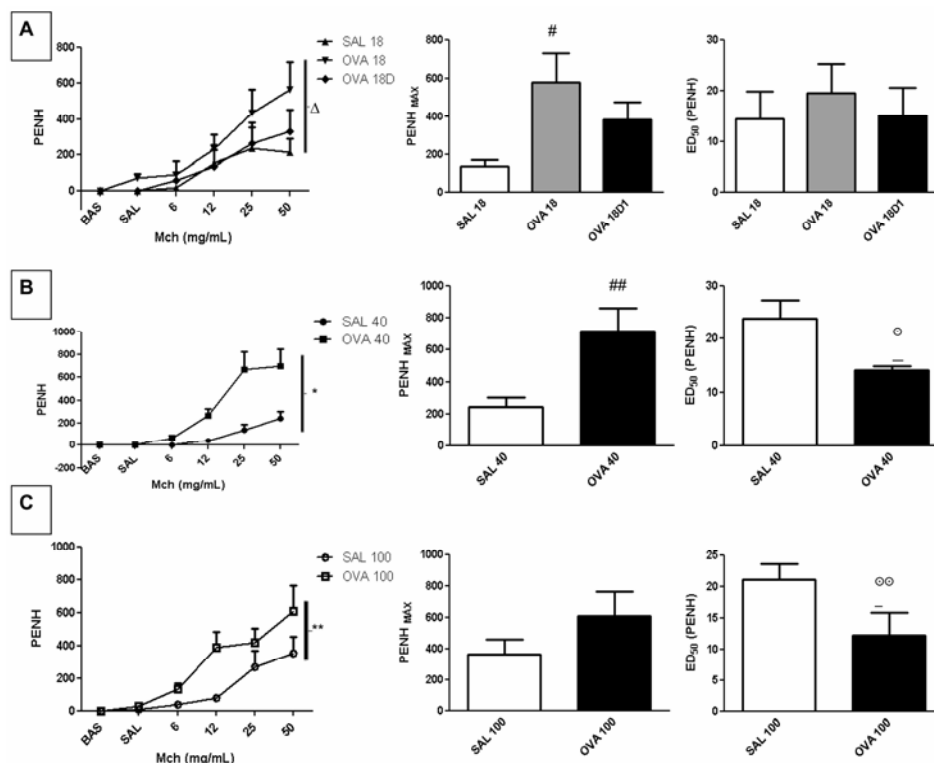 A
SAL 18
OVA 18
OVA 18D
800
600
400
200
0
PENH
Δ
BAS
SAL
6
12
25
50
Mch (mg/mL)
#
800
600
400
200
0
PENH MÁX
SAL 18
OVA 18
OVA 18D1
30
20
10
0
ED50 (PENH)
SAL 18
OVA 18
OVA 18D1
B
SAL 40
OVA 40
1000
800
600
400
200
0
-200
PENH
*
BAS
SAL
6
12
25
50
Mch (mg/mL)
##
1000
800
600
400
200
0
PENH MÁX
SAL 40
OVA 40
30
20
10
0
ED50 (PENH)
⊙
SAL 40
OVA 40
C
SAL 100
OVA 100
1000
800
600
400
200
0
PENH
**
BAS
SAL
6
12
25
50
Mch (mg/mL)
1000
800
600
400
200
0
PENH MÁX
SAL 100
OVA 100
25
20
15
10
5
0
ED50 (PENH)
⊙⊙
SAL 100
OVA 100